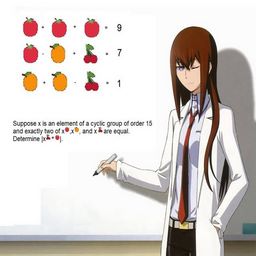 🍎 + 🍎 + 🍎 = 9
🍎 - 🍊 + 🍒 = 7
🍊 + 🍊 - 🍒 = 1
Suppose x is an element of a cyclic group of order 15
and exactly two of x🍎,x🍊, and x🍒 are equal.
Determine |x🍒*🍎|.